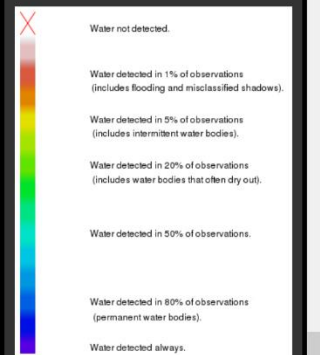 Water not detected.
Water detected in 1% of observations
(includes flooding and misclassified shadows).
Water detected in 5% of observations
(includes intermittent water bodies).
Water detected in 20% of observations
(includes water bodies that often dry out).
Water detected in 50% of observations.
Water detected in 80% of observations
(permanent water bodies).
Water detected always.